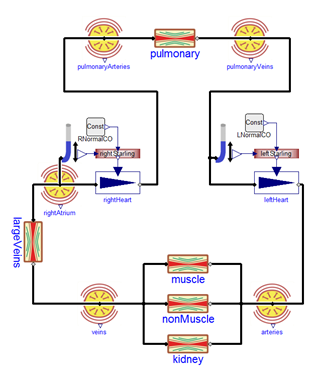 pulmonary
pulmonaryArteries
pulmonaryVeins
Const
Const
RNormalCO
LNormalCO
rightStarling
leftStarling
rightHeart
leftHeart
rightAtrium
largeVeins
muscle
veins
nonMuscle
arteries
kidney